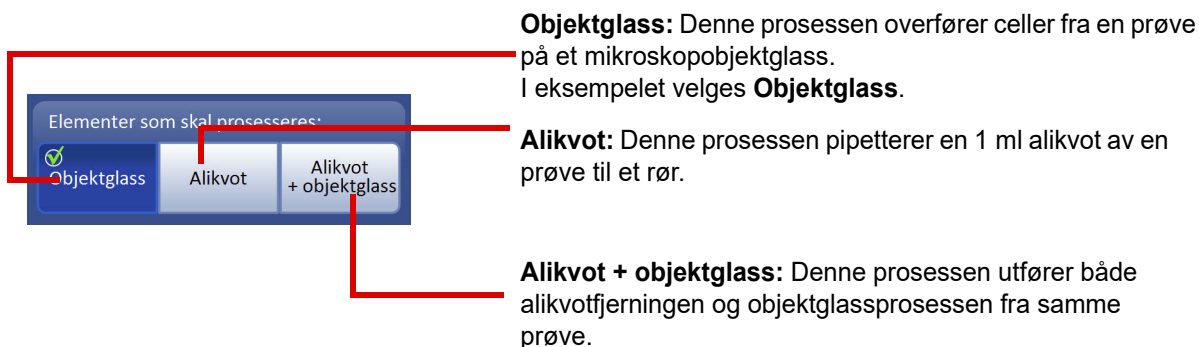 Objektglass: Denne prosessen overfører celler fra en prøve
på et mikroskopobjektglass.
I eksempelet velges Objektglass.
Elementer som skal prosesseres:
Objektglass
Alikvot
Alikvot
+ objektglass
Alikvot: Denne prosessen pipetterer en 1 ml alikvot av en
prøve til et rør.
Alikvot + objektglass: Denne prosessen utfører både
alikvotfjerningen og objektglassprosessen fra samme
prøve.